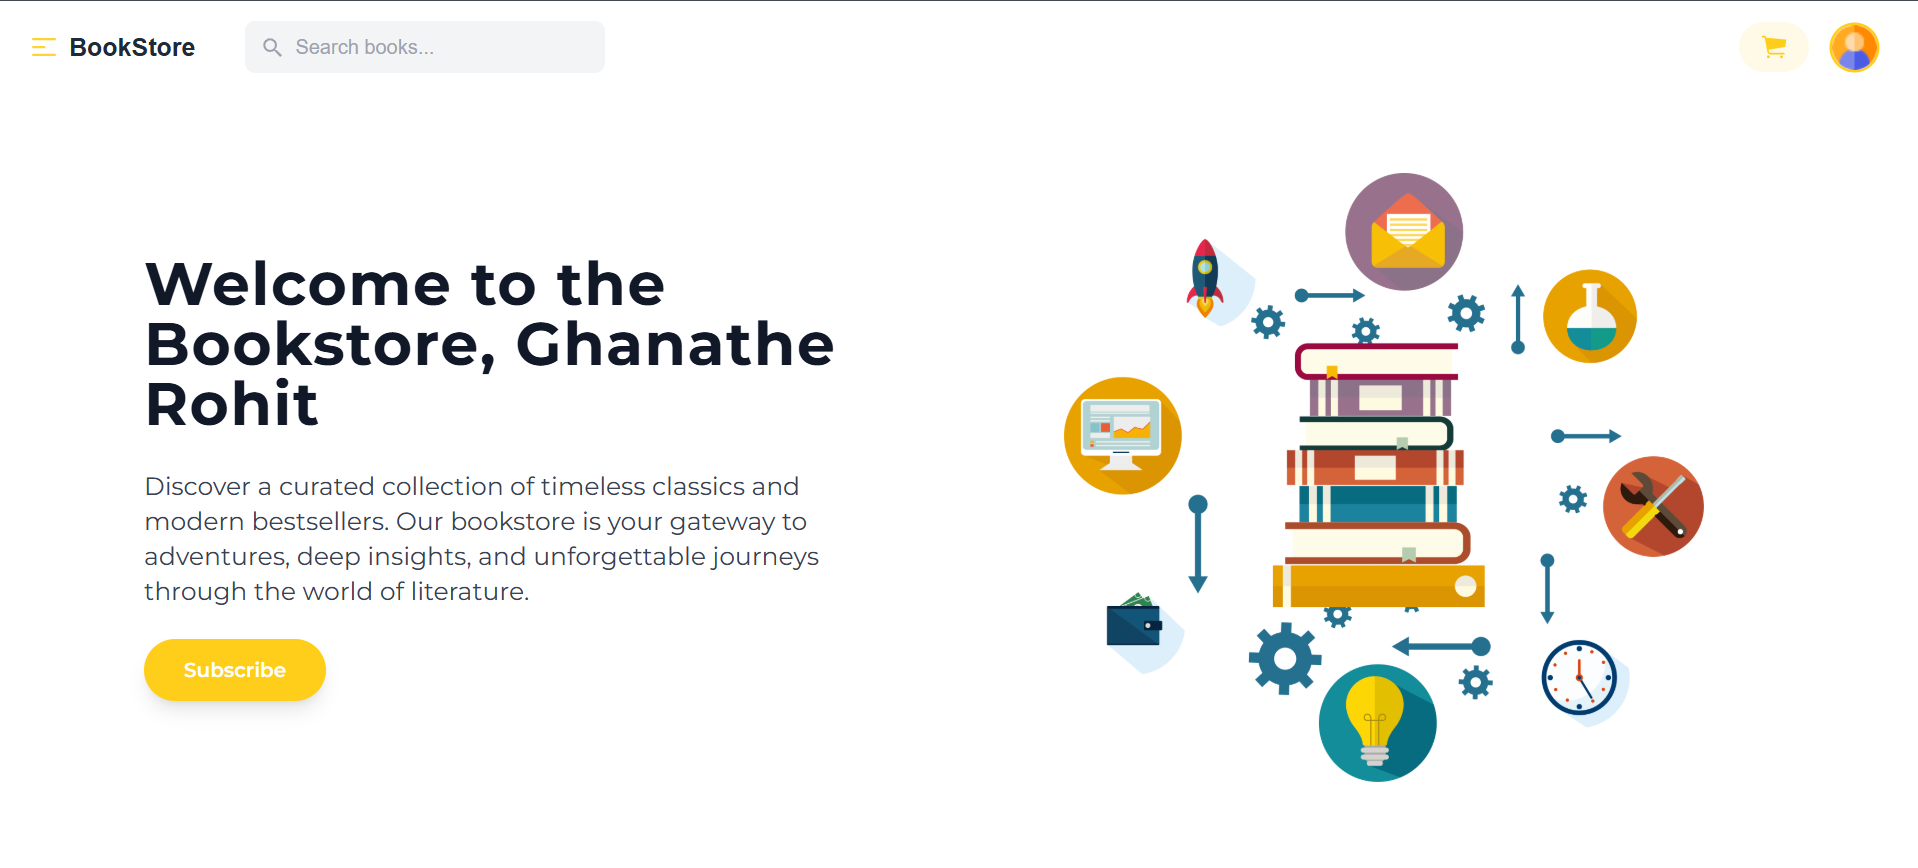 BookStore
Search books...
Welcome to the
Bookstore, Ghanathe
Rohit
Discover a curated collection of timeless classics and
modern bestsellers. Our bookstore is your gateway to
adventures, deep insights, and unforgettable journeys
through the world of literature.
Subscribe